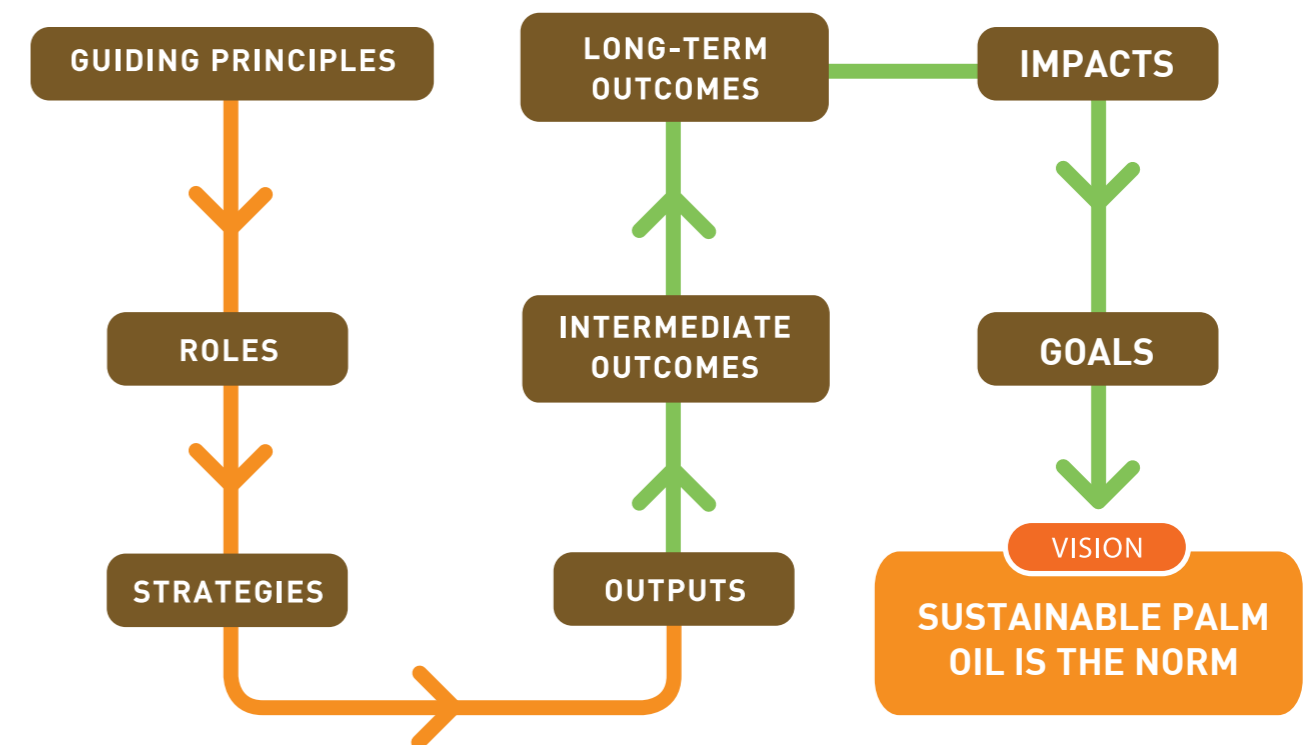 GUIDING PRINCIPLES
ROLES
STRATEGIES
OUTPUTS
INTERMEDIATE
OUTCOMES
LONG-TERM
OUTCOMES
IMPACTS
GOALS
VISION
SUSTAINABLE PALM
OIL IS THE NORM